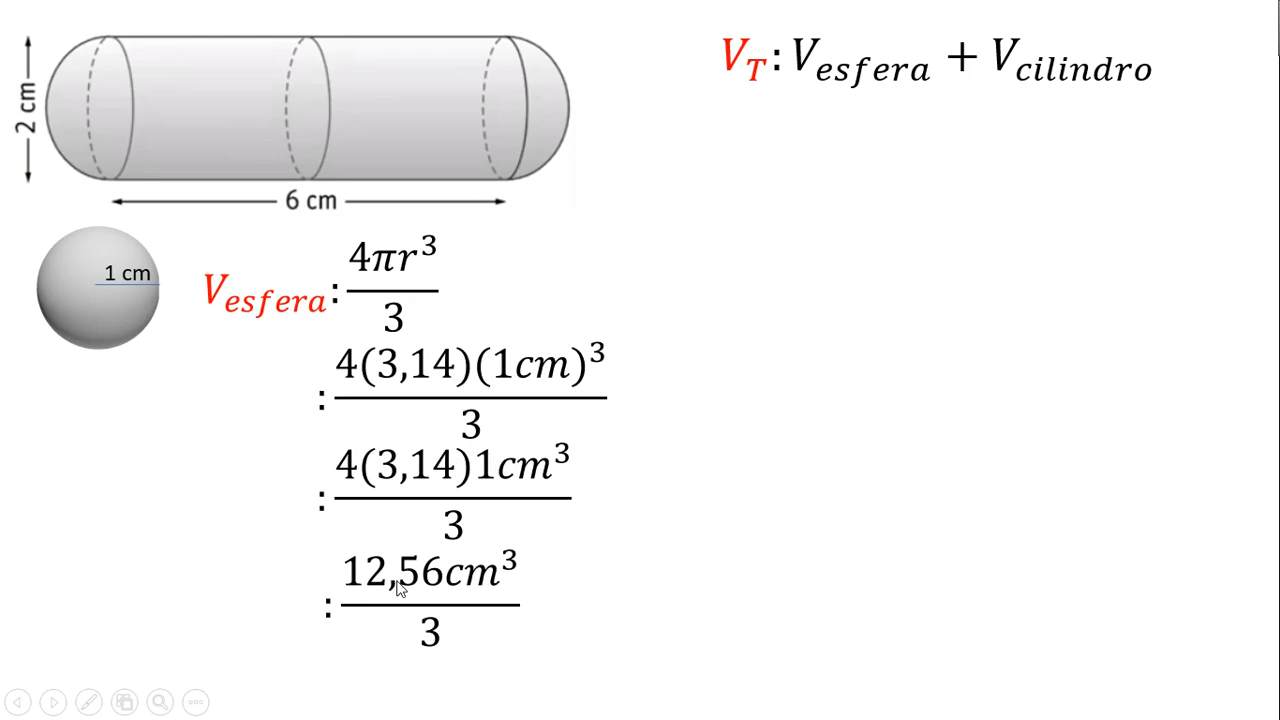 2 cm
6 cm
V_T: V_esfera + V_cilindro
1 cm
V_esfera: 4πr³/3
: 4(3,14)(1cm)³/3
: 4(3,14)1cm³/3
: 12,56cm³/3